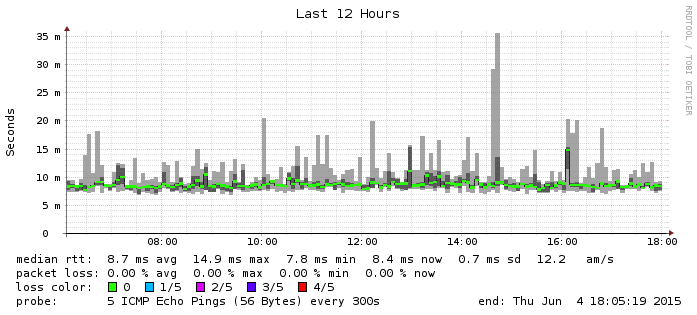 Last 12 Hours
RRDTOOL / TOBI OETIKER
Seconds
35 m
30 m
25 m
20 m
15 m
10 m
5 m
0
08:00 10:00 12:00 14:00 16:00 18:00
median rtt: 8.7 ms avg 14.9 ms max 7.8 ms min 8.4 ms now 0.7 ms sd 12.2 am/s
packet loss: 0.00 % avg 0.00 % max 0.00 % min 0.00 % now
loss color: 0 1/5 2/5 3/5 4/5
probe: 5 ICMP Echo Pings (56 Bytes) every 300s end: Thu Jun 4 18:05:19 2015